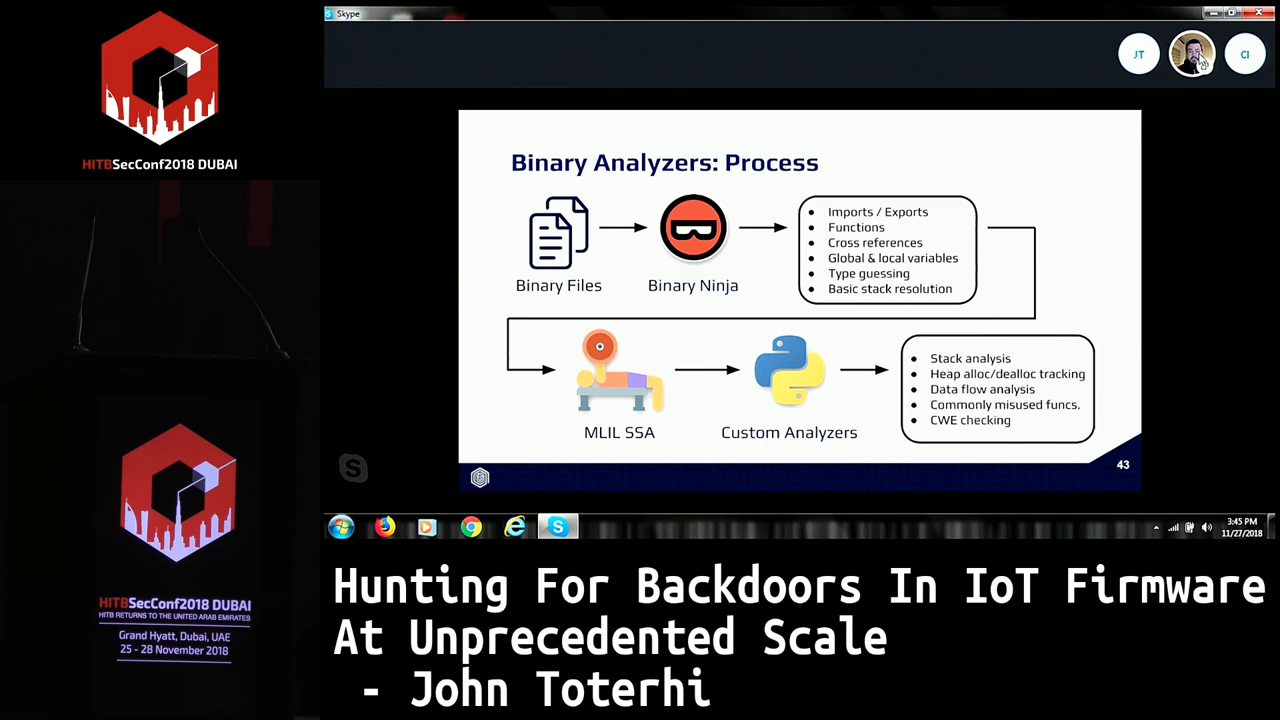 HITBSecConf2018 DUBAI
HITBSecConf2018 DUBAI
HITB RETURNS TO THE UNITED ARAB EMIRATES
Grand Hyatt, Dubai, UAE
25 - 28 November 2018
Skype
JT
CI
Binary Analyzers: Process
Binary Files
Binary Ninja
• Imports / Exports
• Functions
• Cross references
• Global & local variables
• Type guessing
• Basic stack resolution
MLIL SSA
Custom Analyzers
• Stack analysis
• Heap alloc/dealloc tracking
• Data flow analysis
• Commonly misused funcs.
• CWE checking
43
3:45 PM
11/27/2018
Hunting For Backdoors In IoT Firmware
At Unprecedented Scale
- John Toterhi